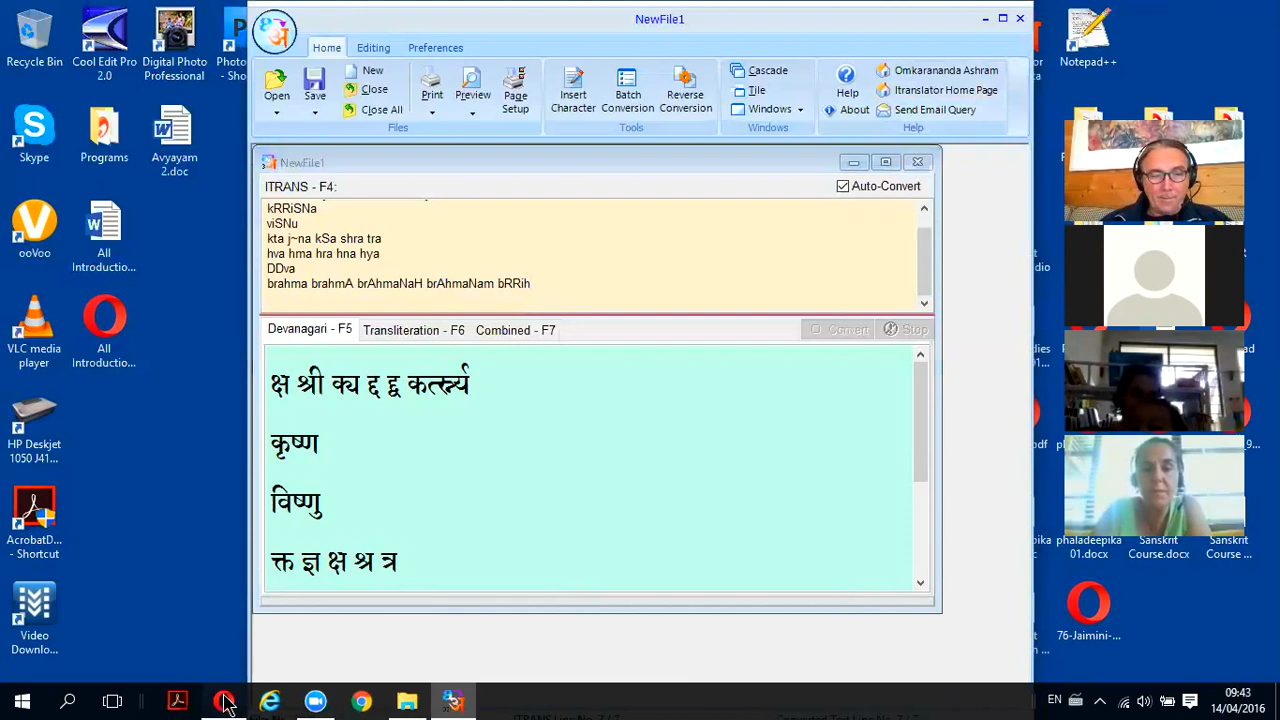 NewFile1
Home Editing Preferences
Open Save New Close Close All Print Preview Page Setup
Files
Insert Character Batch Conversion Reverse Conversion
Tools
Cascade Tile Windows
Windows
Help About Omkarananda Ashram Itranslator Home Page Send Email Query
Help
NewFile1
ITRANS - F4: Auto-Convert
kRRiSNa
viSNu
kta j~na kSa shra tra
hva hma hra hna hya
DDva
brahma brahmA brAhmaNaH brAhmaNam bRRih
Devanagari - F5 Transliteration - F6 Combined - F7 Convert Stop
क्ष श्री क्य द्द द्व कर्त्स्न्य
कृष्ण
विष्णु
क्त ज्ञ क्ष श्र त्र
Recycle Bin
Cool Edit Pro 2.0
Digital Photo Professional
Skype
Programs
Avyayam 2.doc
ooVoo
All Introductio...
VLC media player
All Introductio...
HP Deskjet 1050 J41...
AcrobatD... - Shortcut
Video Downlo...
Notepad++
phaladeepika 01.docx
Sanskrit Course.docx
Sanskrit Course ...
76-Jaimini-...
EN
09:43
14/04/2016